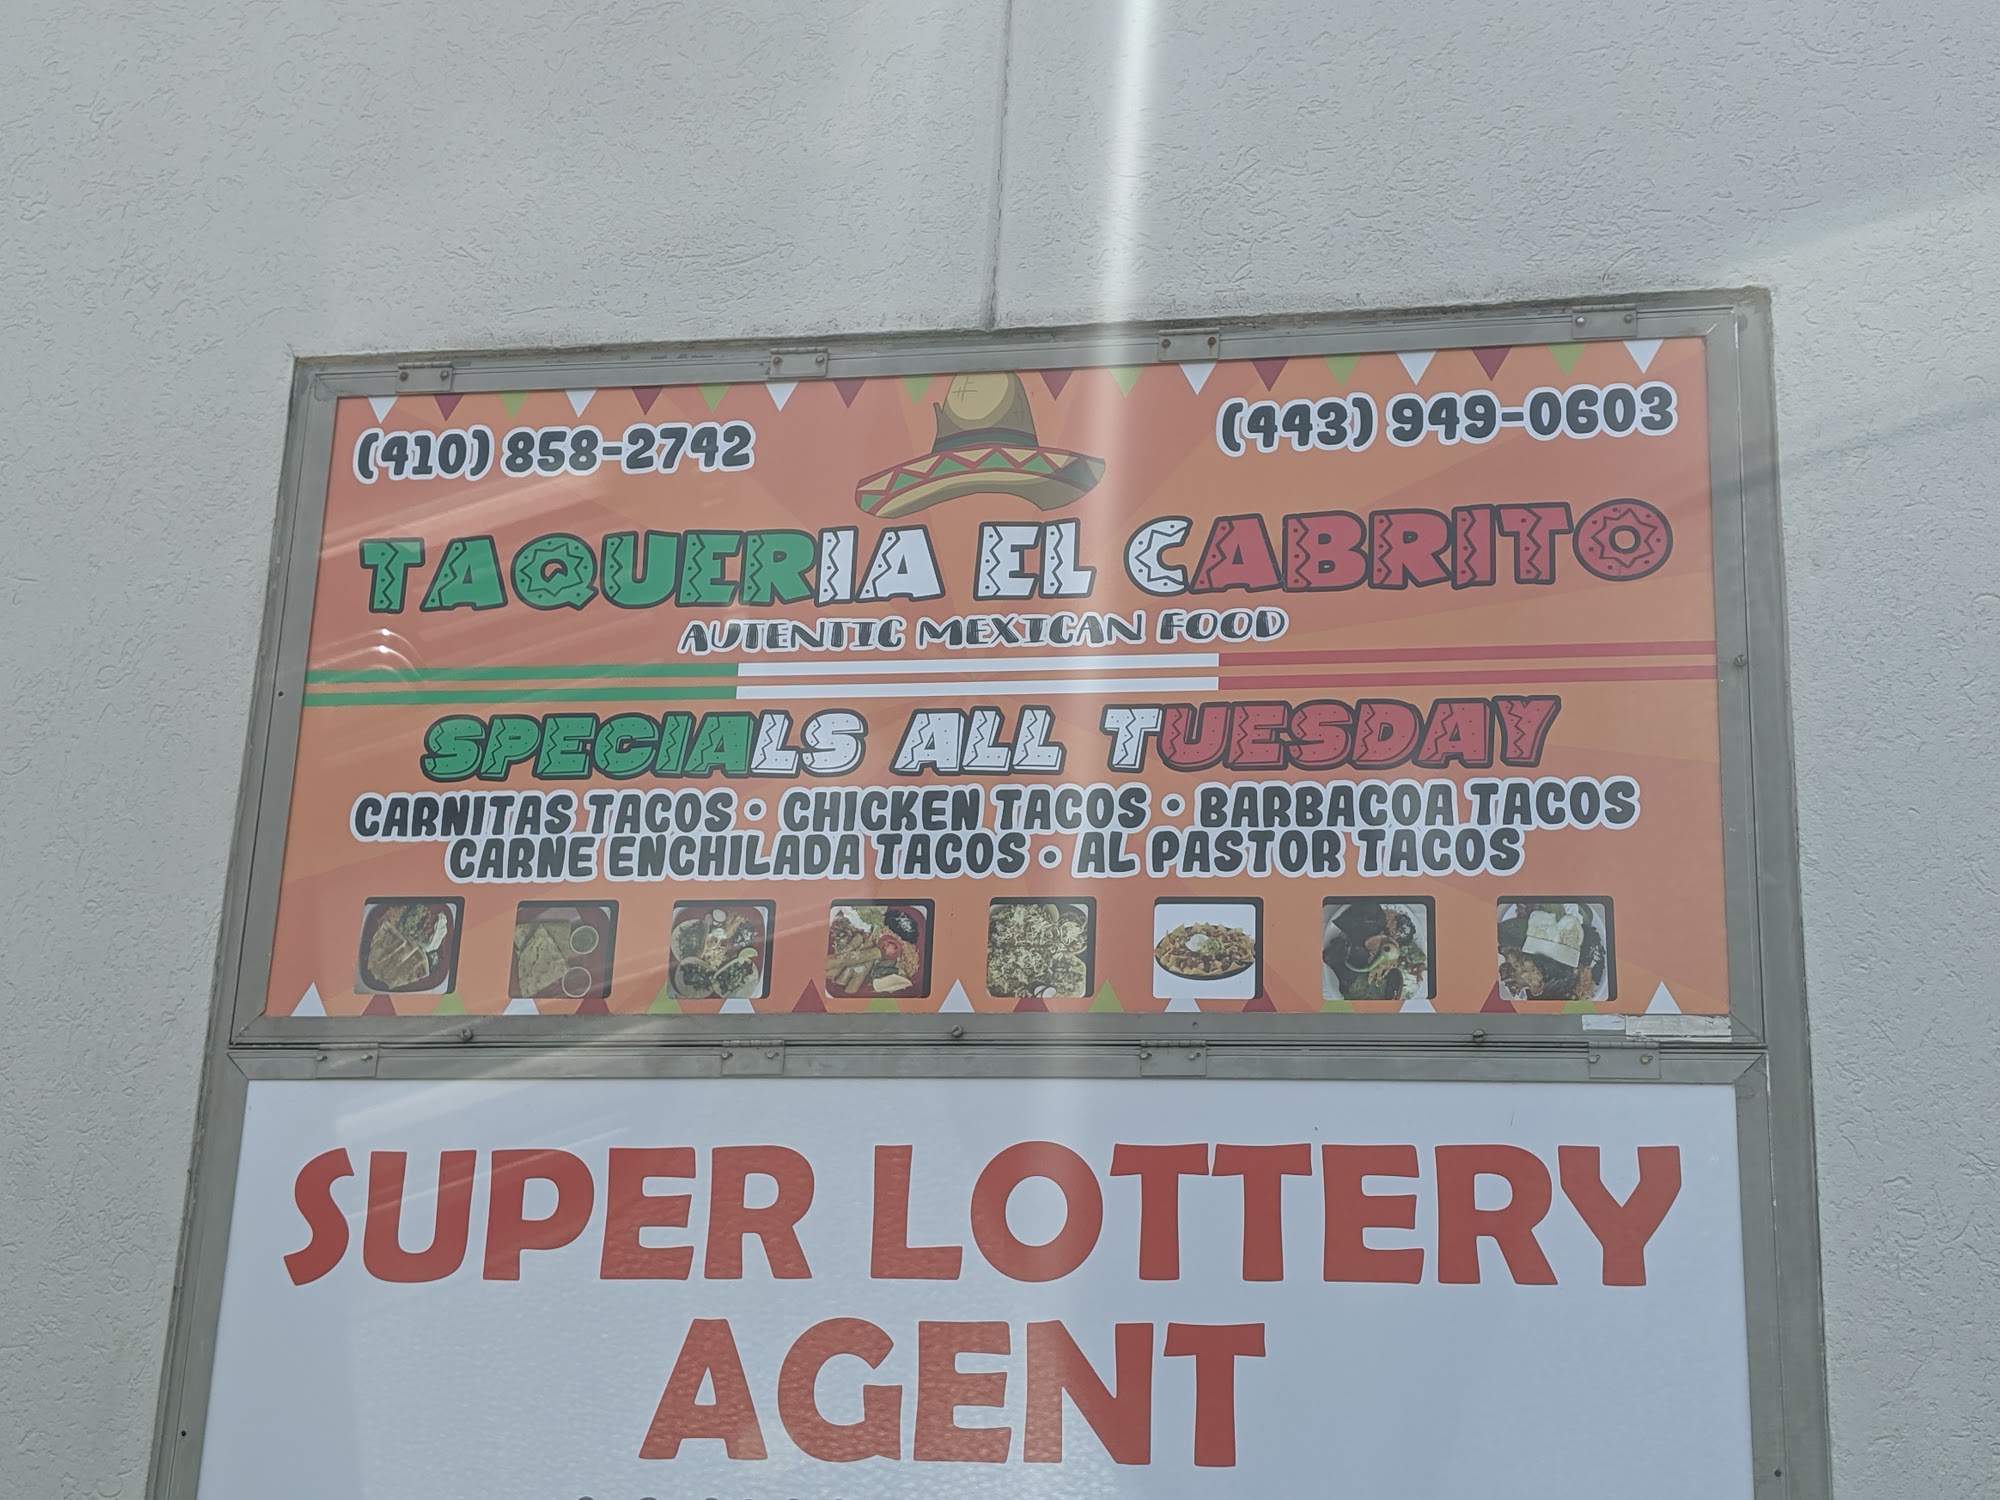 (410) 858-2742
(443) 949-0603
TAQUERIA EL CABRITO
AUTENTIC MEXICAN FOOD
SPECIALS ALL TUESDAY
CARNITAS TACOS • CHICKEN TACOS • BARBACOA TACOS
CARNE ENCHILADA TACOS • AL PASTOR TACOS
SUPER LOTTERY
AGENT